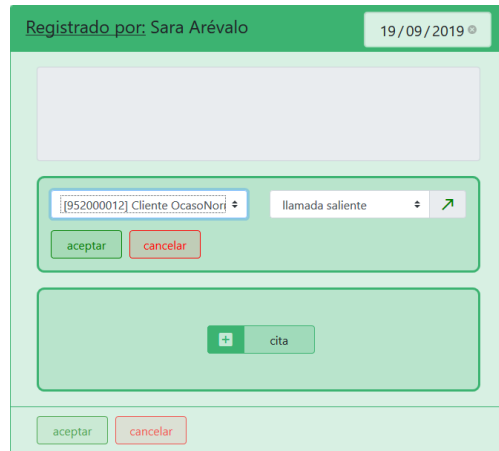 Registrado por: Sara Arévalo
19/09/2019
[952000012] Cliente OcasoNor
llamada saliente
aceptar cancelar
cita
aceptar cancelar